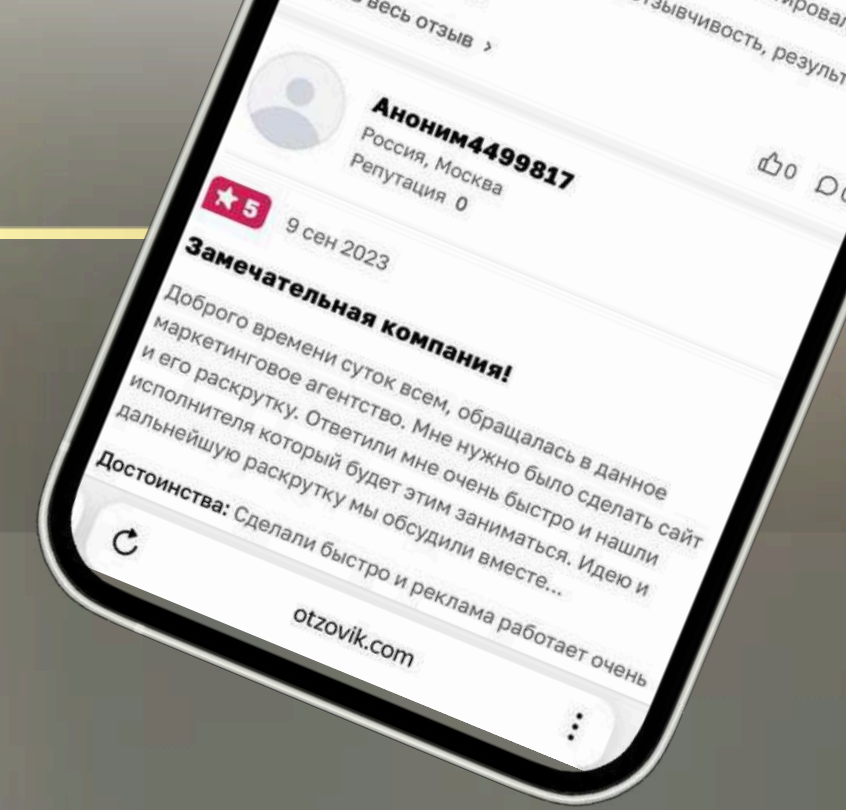 весь отзыв >
отзывчивость,
Аноним4499817
Россия, Москва
Репутация 0
0
5
9 сен 2023
Замечательная компания!
Доброго времени суток всем, обращалась в данное
маркетинговое агентство. Мне нужно было сделать сайт
и его раскрутку. Ответили мне очень быстро и нашли
исполнителя который будет этим заниматься. Идею и
дальнейшую раскрутку мы обсудили вместе...
Достоинства: Сделали быстро и реклама работает очень
otzovik.com